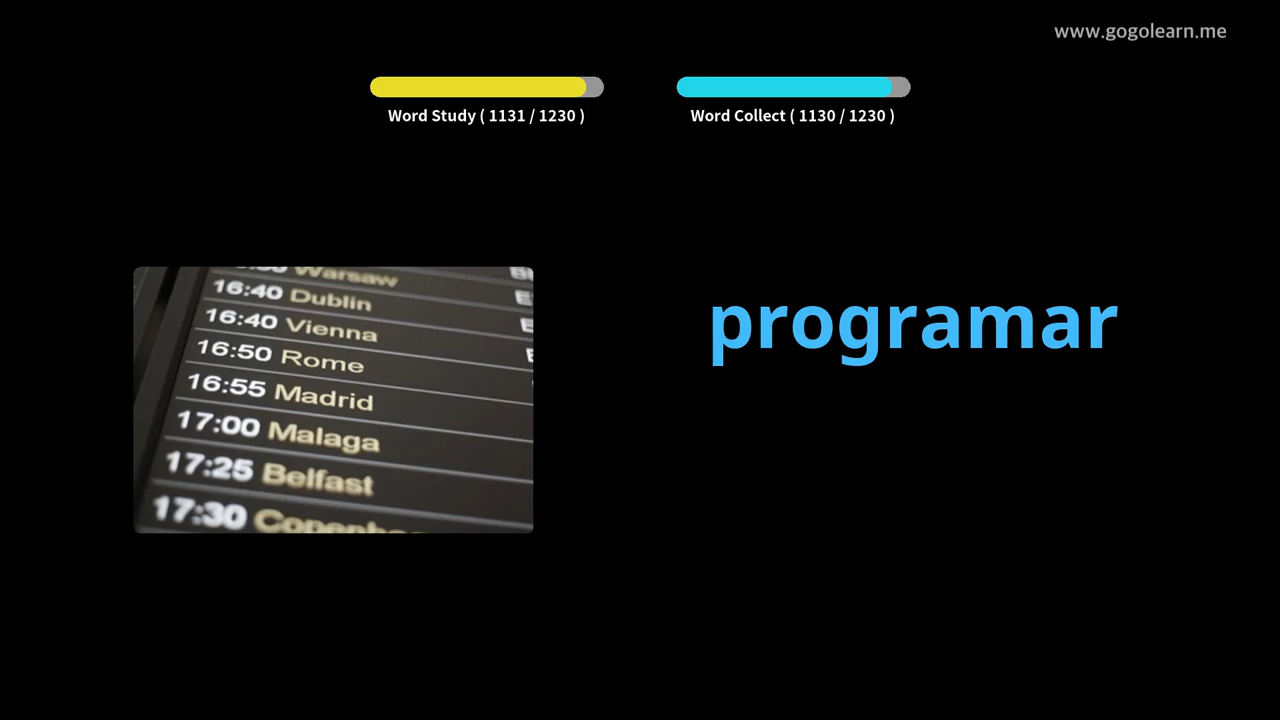 www.gogolearn.me
Word Study ( 1131 / 1230 )
Word Collect ( 1130 / 1230 )
programar
Warsaw
16:40 Dublin
16:40 Vienna
16:50 Rome
16:55 Madrid
17:00 Malaga
17:25 Belfast
17:30